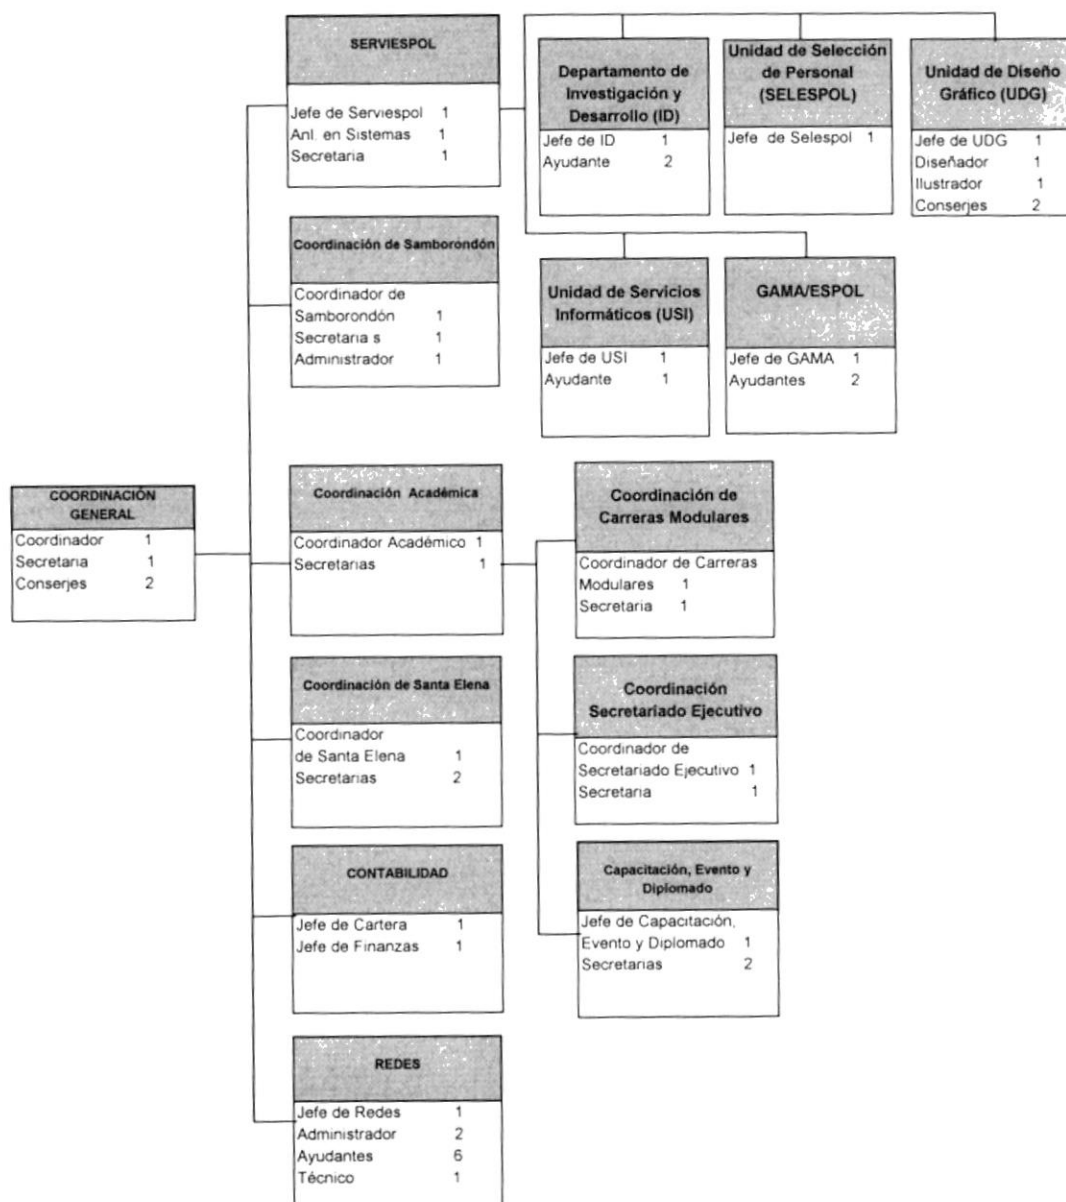 SERVIESPOL
Jefe de Serviespol 1
Anl. en Sistemas 1
Secretaria 1
Departamento de
Investigación y
Desarrollo (ID)
Jefe de ID 1
Ayudante 2
Unidad de Selección
de Personal
(SELESPOL)
Jefe de Selespol 1
Unidad de Diseño
Gráfico (UDG)
Jefe de UDG 1
Diseñador 1
Ilustrador 1
Conserjes 2
Coordinación de Samborondón
Coordinador de
Samborondón 1
Secretaria s 1
Administrador 1
Unidad de Servicios
Informáticos (USI)
Jefe de USI 1
Ayudante 1
GAMA/ESPOL
Jefe de GAMA 1
Ayudantes 2
COORDINACIÓN
GENERAL
Coordinador 1
Secretaria 1
Conserjes 2
Coordinación Académica
Coordinador Académico 1
Secretarias 1
Coordinación de
Carreras Modulares
Coordinador de Carreras
Modulares 1
Secretaria 1
Coordinación de Santa Elena
Coordinador
de Santa Elena 1
Secretarias 2
Coordinación
Secretariado Ejecutivo
Coordinador de
Secretariado Ejecutivo 1
Secretaria 1
CONTABILIDAD
Jefe de Cartera 1
Jefe de Finanzas 1
Capacitación, Evento y
Diplomado
Jefe de Capacitación,
Evento y Diplomado 1
Secretarias 2
REDES
Jefe de Redes 1
Administrador 2
Ayudantes 6
Técnico 1